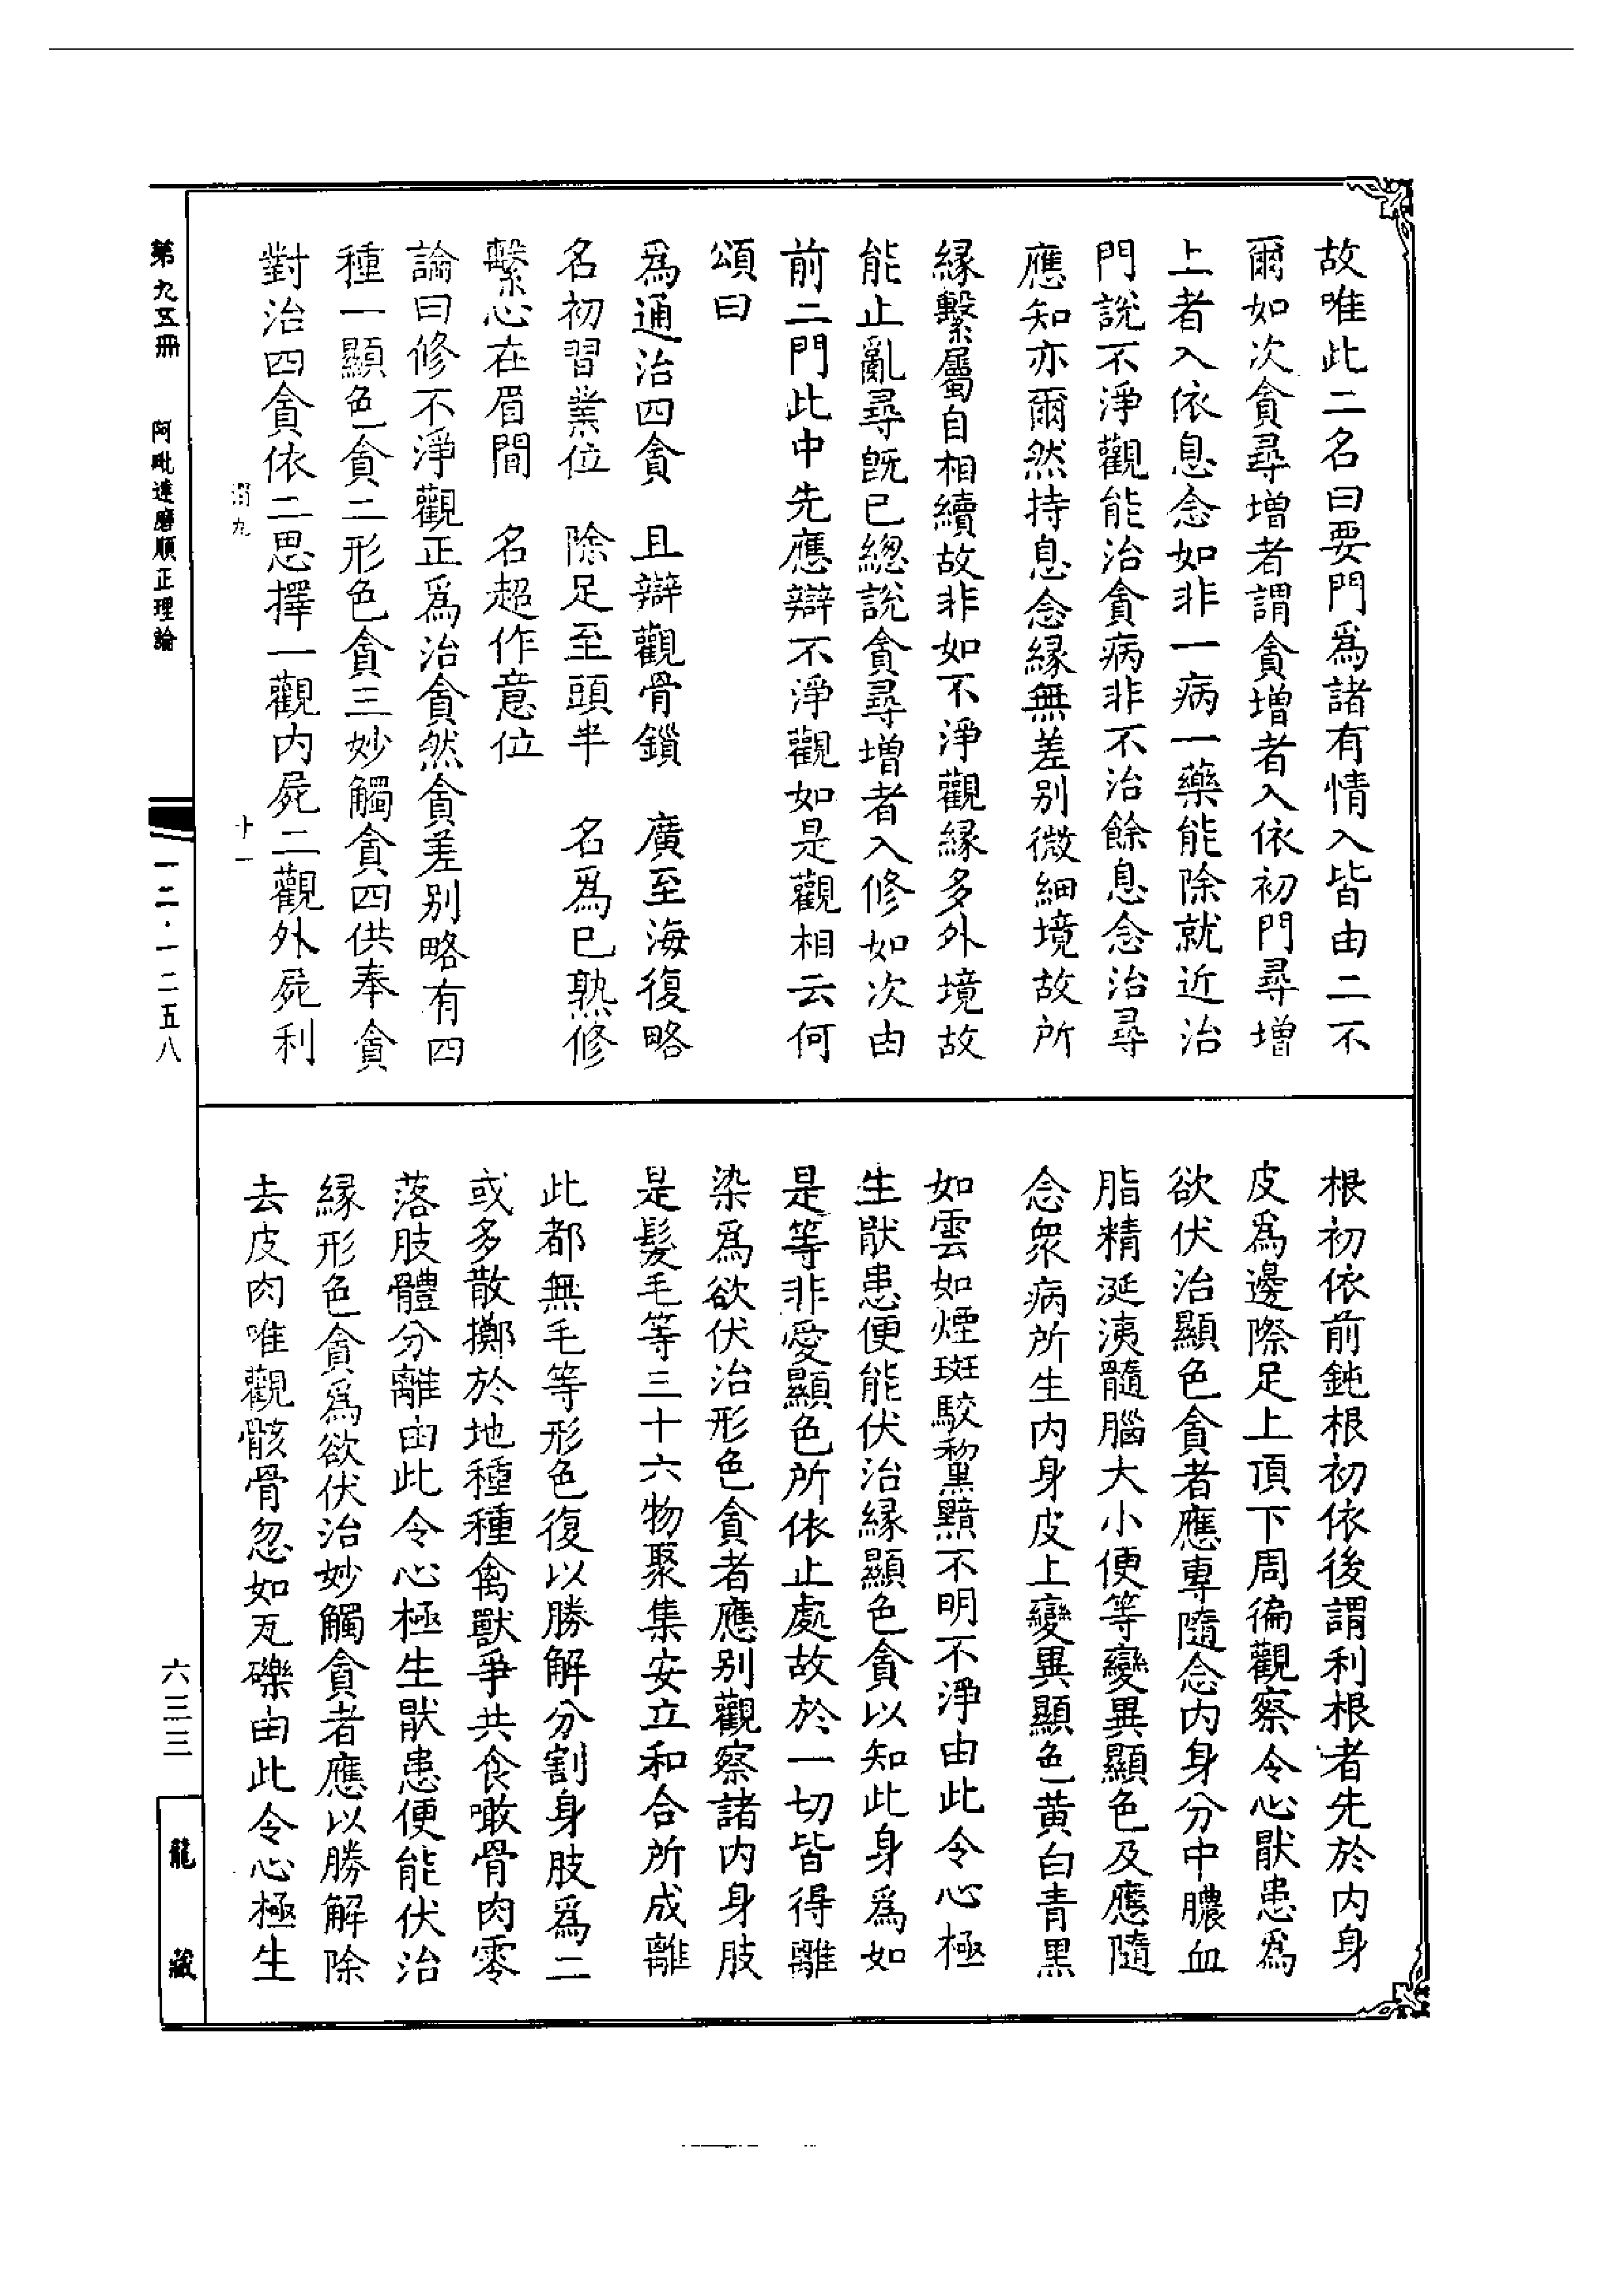 故唯此二名曰要門爲諸有情入皆由二不
爾如次貪尋增者謂貪增者入依初門尋增
上者入依息念如非一病一藥能除就近治
門說不淨觀能治貪病非不治餘息念治尋
應知亦爾然持息念緣無差別微細境故所
緣繫屬自相續故非如不淨觀緣多外境故
能止亂尋旣已總說貪尋增者入修如次由
前二門此中先應辯不淨觀如是觀相云何
頌曰
爲通治四貪　且辯觀骨鎖　廣至海復略
名初習業位　除足至頭半　名爲已熟修
繫心在眉間　名超作意位
論曰修不淨觀正爲治貪然貪差別略有四
種一顯色貪二形色貪三妙觸貪四供奉貪
對治四貪依二思擇一觀內屍二觀外屍利
根初依前鈍根初依後謂利根者先於內身
皮爲邊際足上頂下周徧觀察令心猒患爲
欲伏治顯色貪者應專隨念內身分中膿血
脂精涎洟髓腦大小便等變異顯色及應隨
念眾病所生內身皮上變異顯色黃白青黑
如雲如煙斑駮黧黯不明不淨由此令心極
生猒患便能伏治緣顯色貪以知此身爲如
是等非愛顯色所依止處故於一切皆得離
染爲欲伏治形色貪者應別觀察諸內身肢
是髮毛等三十六物聚集安立和合所成離
此都無毛等形色復以勝解分割身肢爲二
或多散擲於地種種禽獸爭共食噉骨肉零
落肢體分離由此令心極生猒患便能伏治
緣形色貪爲欲伏治妙觸貪者應以勝解除
去皮肉唯觀骸骨忽如瓦礫由此令心極生
第九五冊　阿毗達磨順正理論
一二·一二五八
六三三
龍藏
十一